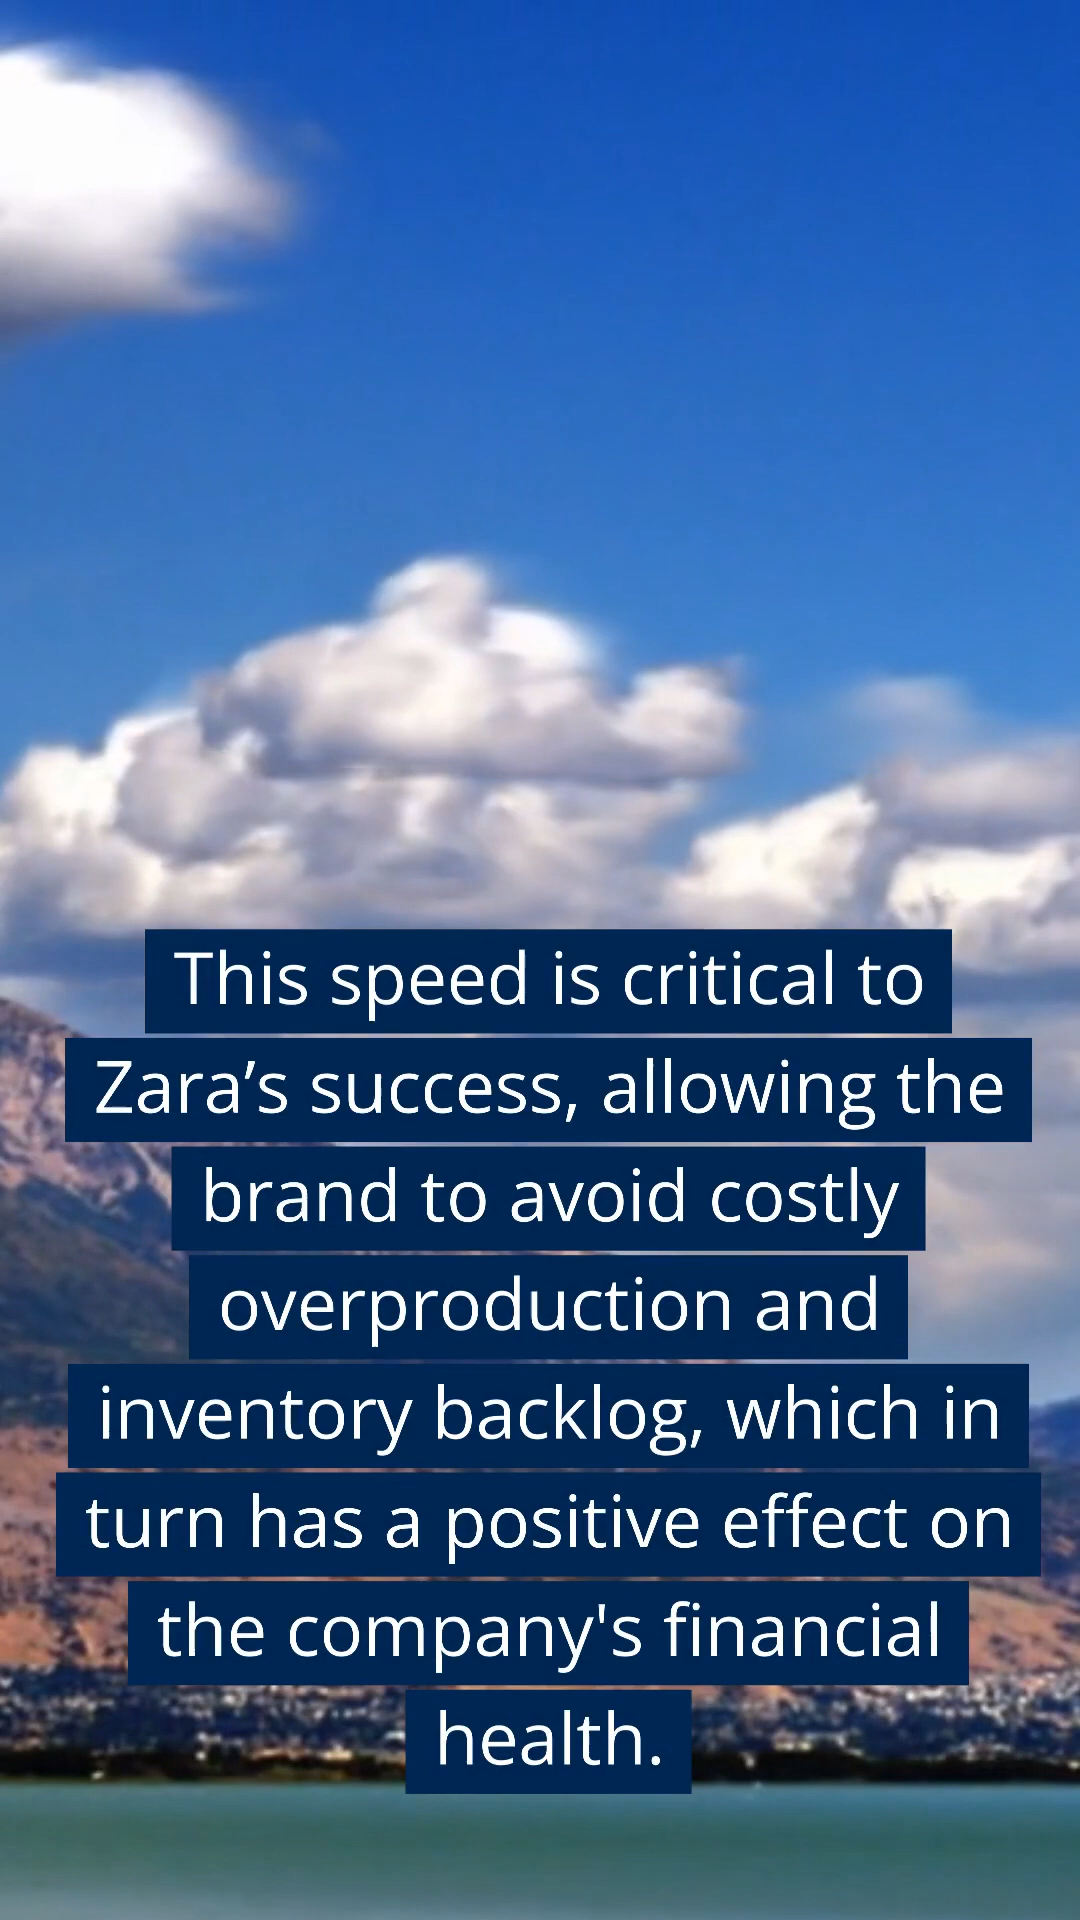 This speed is critical to
Zara’s success, allowing the
brand to avoid costly
overproduction and
inventory backlog, which in
turn has a positive effect on
the company's financial
health.